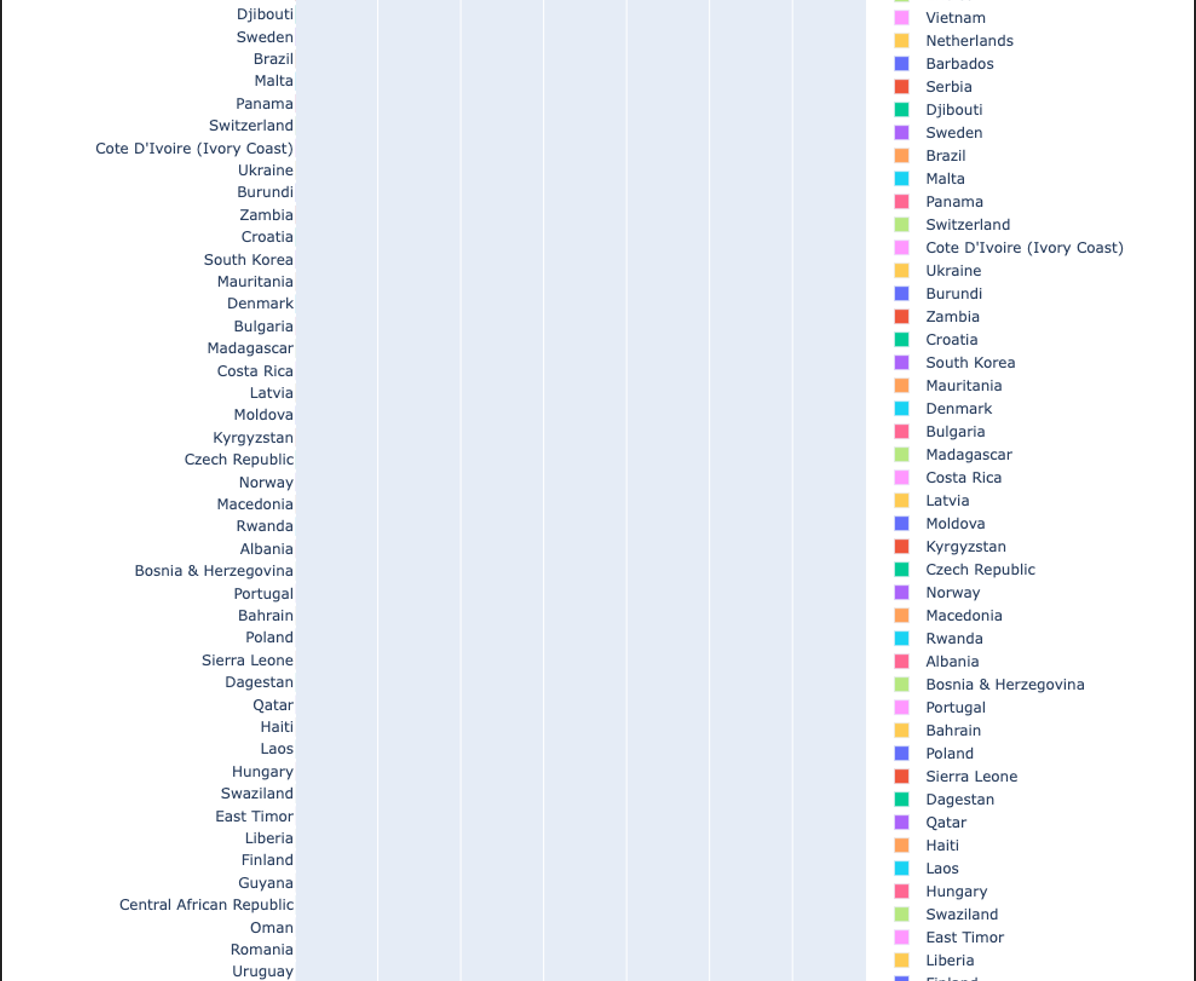 Djibouti
Sweden
Brazil
Malta
Panama
Switzerland
Cote D'Ivoire (Ivory Coast)
Ukraine
Burundi
Zambia
Croatia
South Korea
Mauritania
Denmark
Bulgaria
Madagascar
Costa Rica
Latvia
Moldova
Kyrgyzstan
Czech Republic
Norway
Macedonia
Rwanda
Albania
Bosnia & Herzegovina
Portugal
Bahrain
Poland
Sierra Leone
Dagestan
Qatar
Haiti
Laos
Hungary
Swaziland
East Timor
Liberia
Finland
Guyana
Central African Republic
Oman
Romania
Uruguay
Vietnam
Netherlands
Barbados
Serbia
Djibouti
Sweden
Brazil
Malta
Panama
Switzerland
Cote D'Ivoire (Ivory Coast)
Ukraine
Burundi
Zambia
Croatia
South Korea
Mauritania
Denmark
Bulgaria
Madagascar
Costa Rica
Latvia
Moldova
Kyrgyzstan
Czech Republic
Norway
Macedonia
Rwanda
Albania
Bosnia & Herzegovina
Portugal
Bahrain
Poland
Sierra Leone
Dagestan
Qatar
Haiti
Laos
Hungary
Swaziland
East Timor
Liberia